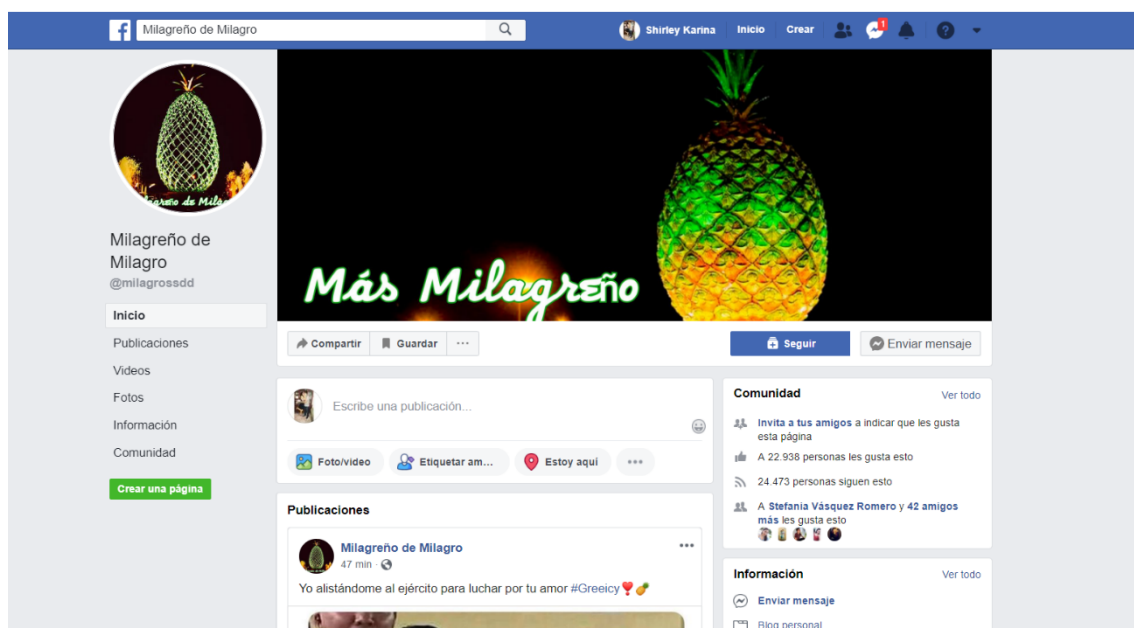 Milagreño de Milagro
Shirley Karina
Inicio
Crear
1
Milagreño de
Milagro
@milagrossdd
Inicio
Publicaciones
Videos
Fotos
Información
Comunidad
Crear una página
Más Milagreño
Compartir
Guardar
Seguir
Enviar mensaje
Escribe una publicación...
Foto/video
Etiquetar am...
Estoy aquí
Publicaciones
Milagreño de Milagro
47 min ·
Yo alistándome al ejército para luchar por tu amor #Greeicy❣️🍍
Comunidad
Ver todo
Invita a tus amigos a indicar que les gusta
esta página
A 22.938 personas les gusta esto
24.473 personas siguen esto
A Stefania Vásquez Romero y 42 amigos
más les gusta esto
Información
Ver todo
Enviar mensaje
Blog personal